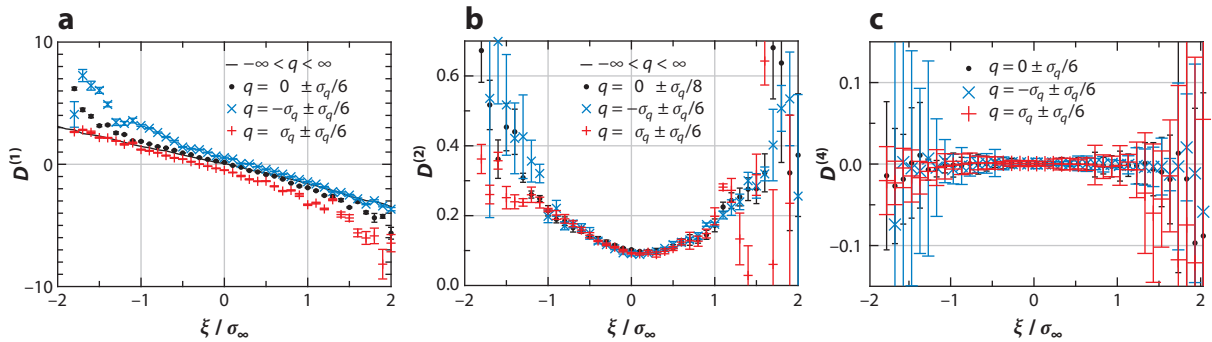 a
10
0
−10
D(1)
− −∞ < q < ∞
q = 0 ± σq/6
q = −σq ± σq/6
q = σq ± σq/6
−2
−1
0
1
2
ξ / σ∞
b
0.6
0.4
0.2
0.0
D(2)
− −∞ < q < ∞
q = 0 ± σq/8
q = −σq ± σq/6
q = σq ± σq/6
−2
−1
0
1
2
ξ / σ∞
c
0.1
0.0
−0.1
D(4)
q = 0 ± σq/6
q = −σq ± σq/6
q = σq ± σq/6
−2
−1
0
1
2
ξ / σ∞